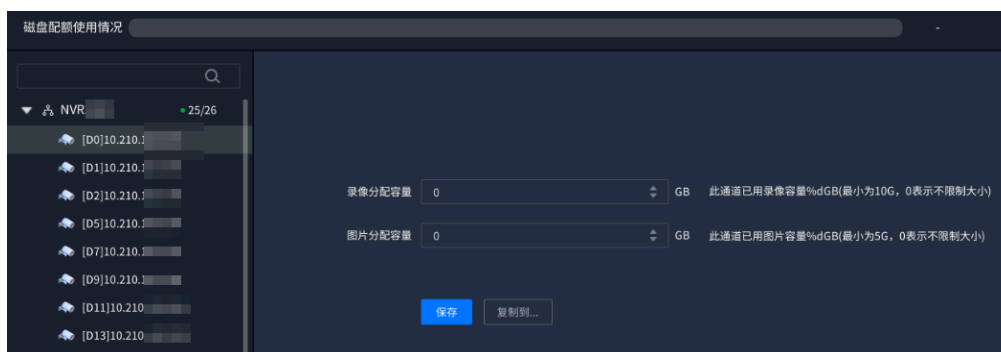 磁盘配额使用情况
-
NVR
25/26
[D0]10.210.1
[D1]10.210.1
[D2]10.210.1
[D5]10.210.1
[D7]10.210.1
[D9]10.210.1
[D11]10.210
[D13]10.210
录像分配容量 0 GB 此通道已用录像容量%dGB(最小为10G，0表示不限制大小)
图片分配容量 0 GB 此通道已用图片容量%dGB(最小为5G，0表示不限制大小)
保存 复制到...